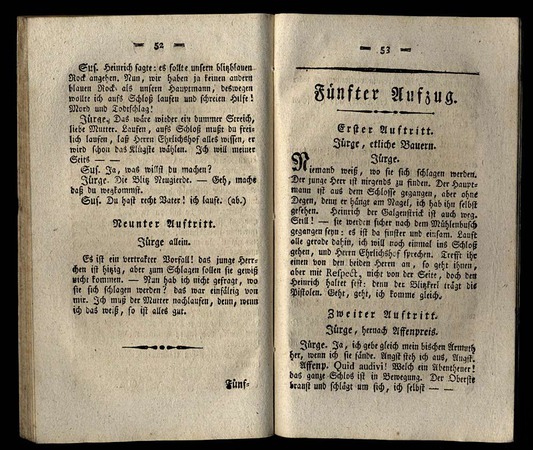 52
Sus. Heinrich sagte: es sollte unsern blitzblauen
Rock angehen. Nun, wir haben ja keinen andern
blauen Rock als unsern Hauptmann, deswegen
wollte ich aufs Schloß laufen und schreien Hilfe!
Mord und Todtschlag!
Jürge. Das wäre wieder ein dummer Streich,
liebe Mutter. Laufen, aufs Schloß mußt du frei-
lich laufen, laß Herrn Ehrlichshof alles wissen, er
wird schon das Klügste wählen. Ich will meiner
Seits — —
Sus. Ja, was willst du machen?
Jürge. Die Blitz Neugierde. — Geh, mach
daß du wegkommst.
Sus. Du hast recht Vater! ich laufe. (ab.)
Neunter Auftritt.
Jürge allein.
Es ist ein vertrakter Vorfall! das junge Herr-
chen ist hitzig, aber zum Schlagen sollen sie gewiß
nicht kommen. — Nun hab ich nicht gefragt, wo
sie sich schlagen werden? das war einfältig von
mir. Ich muß der Mutter nachlaufen, denn, wenn
ich das weiß, so ist alles gut.
Fünf-
53
Fünfter Aufzug.
Erster Auftritt.
Jürge, etliche Bauern.
Jürge.
Niemand weiß, wo sie sich schlagen werden.
Der junge Herr ist nirgends zu finden. Der Haupt-
mann ist aus dem Schlosse gegangen, aber ohne
Degen, denn er hängt am Nagel, ich hab ihn selbst
gesehen. Heinrich der Galgenstrick ist auch weg.
Still! — sie werden sicher nach dem Mühlenbusch
gegangen seyn: es ist da finster und einsam. Lauft
alle gerade dahin, ich will noch einmal ins Schloß
gehen, und Herrn Ehrlichshof sprechen. Trefft ihr
einen von den beiden Herren an, so geht ihnen,
aber mit Respect, nicht von der Seite, doch den
Heinrich haltet fest: denn der Blitzkerl trägt die
Pistolen. Geht, geht, ich komme gleich.
Zweiter Auftritt.
Jürge, hernach Affenpreis.
Jürge. Ja, ich gebe gleich mein bischen Armuth
her, wenn ich sie fände. Angst steh ich aus, Angst.
Affenp. Quid audivi! Welch ein Abentheuer!
das ganze Schloß ist in Bewegung. Der Oberste
braust und schlägt um sich, ich selbst — —